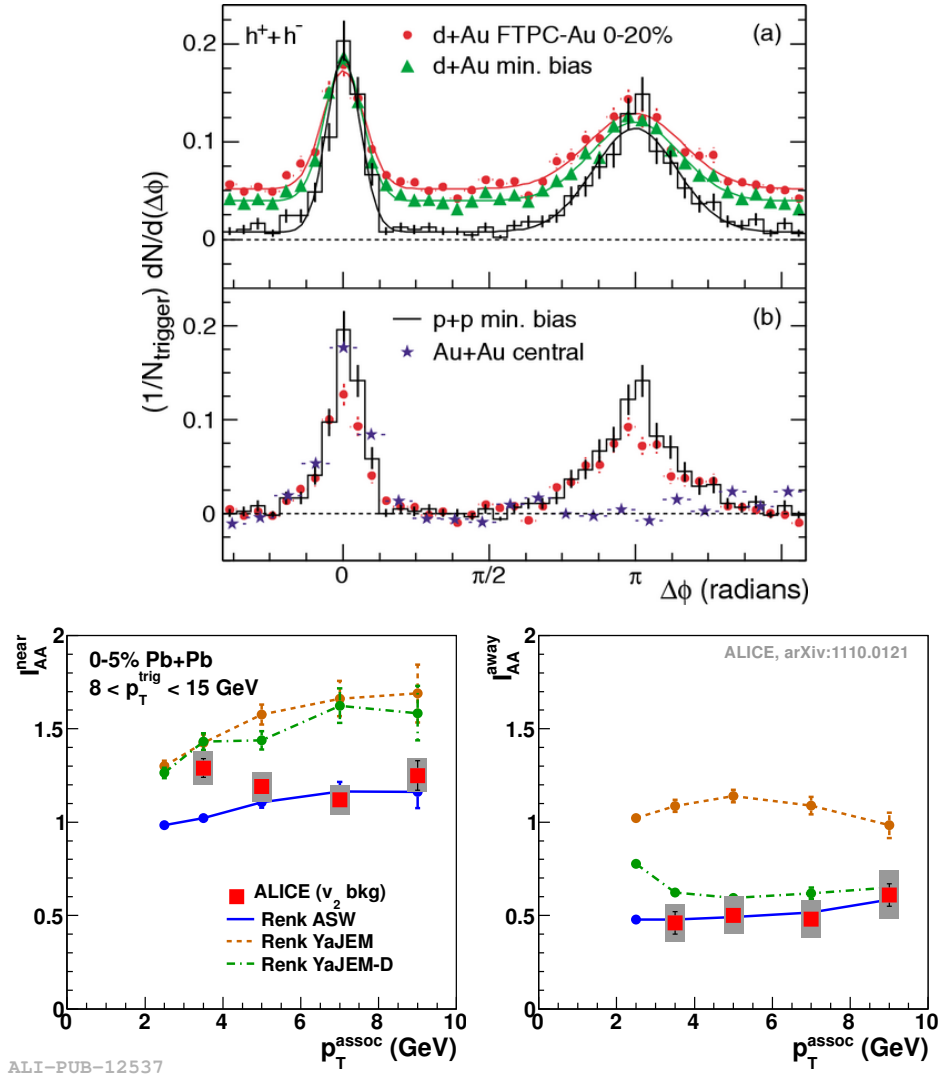 h⁺+h⁻
d+Au FTPC-Au 0-20%
(a)
d+Au min. bias
0.2
0.1
0
(1/N_trigger) dN/d(Δϕ)
p+p min. bias
(b)
Au+Au central
0.2
0.1
0
0
π/2
π
Δϕ (radians)
I_AA^near
2
1.5
1
0.5
0
0-5% Pb+Pb
8 < p_T^trig < 15 GeV
ALICE (v_2 bkg)
Renk ASW
Renk YaJEM
Renk YaJEM-D
0 2 4 6 8 10
p_T^assoc (GeV)
I_AA^away
2
1.5
1
0.5
0
ALICE, arXiv:1110.0121
0 2 4 6 8 10
p_T^assoc (GeV)
ALI-PUB-12537